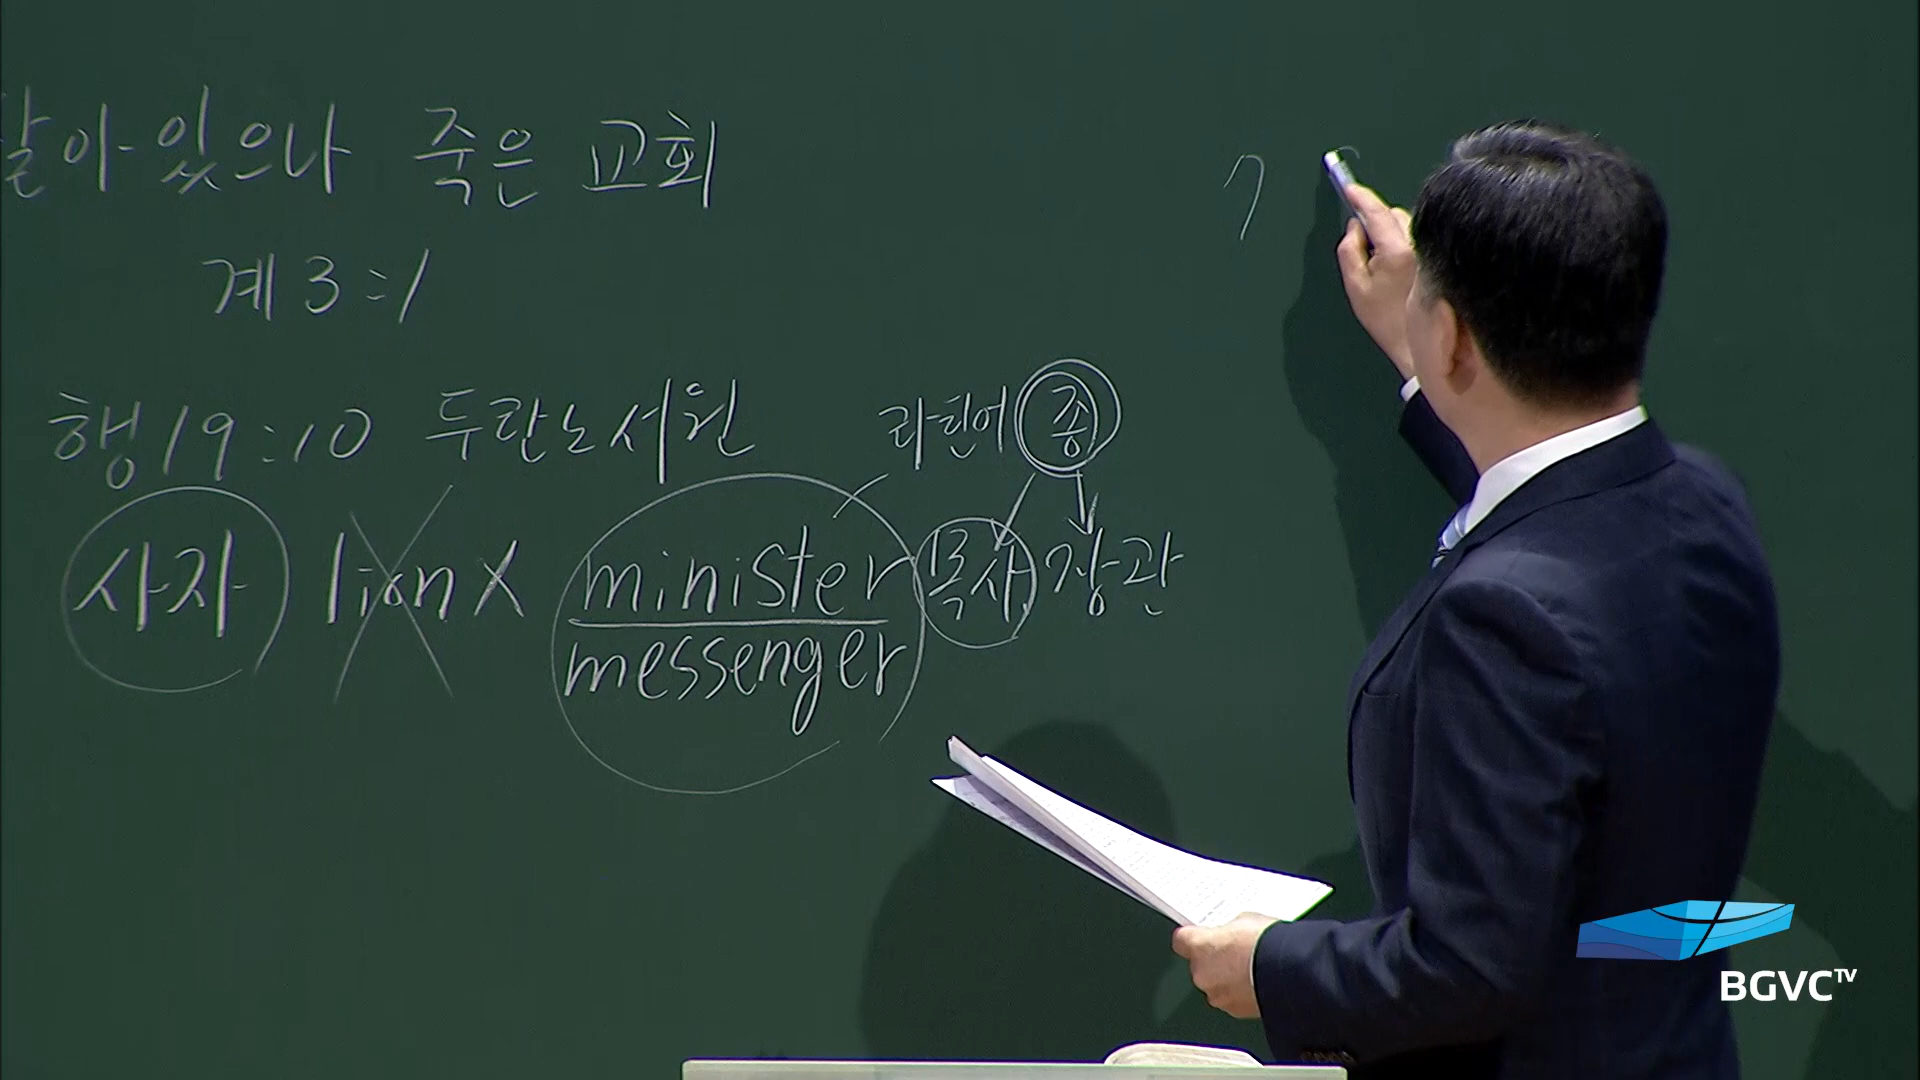 살아있으나 죽은 교회
7
계 3:1
행 19:10 두란노서원 라틴어 종
사자 lion X minister 목사 장관
messenger
BGVC TV